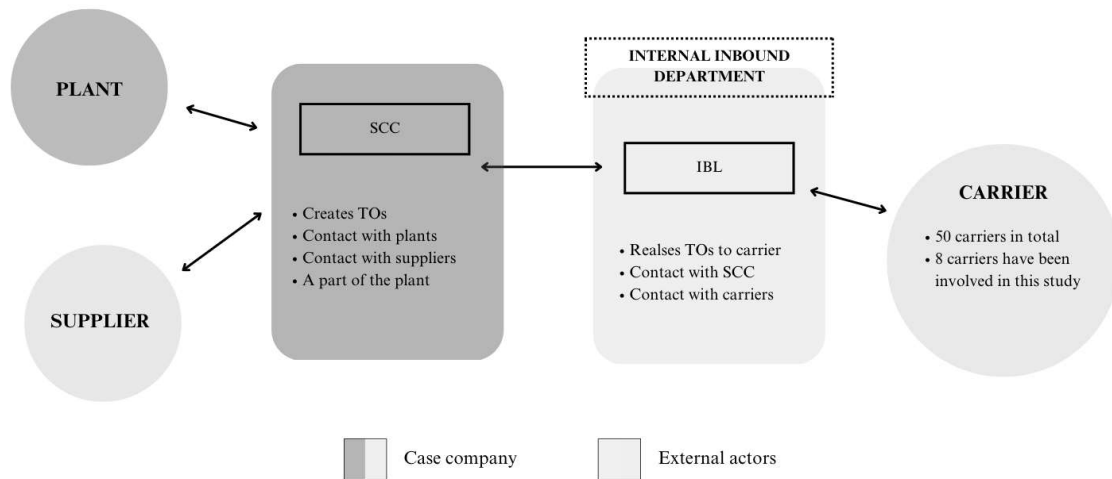 PLANT
SUPPLIER
SCC
• Creates TOs
• Contact with plants
• Contact with suppliers
• A part of the plant
INTERNAL INBOUND
DEPARTMENT
IBL
• Realses TOs to carrier
• Contact with SCC
• Contact with carriers
CARRIER
• 50 carriers in total
• 8 carriers have been
involved in this study
Case company
External actors